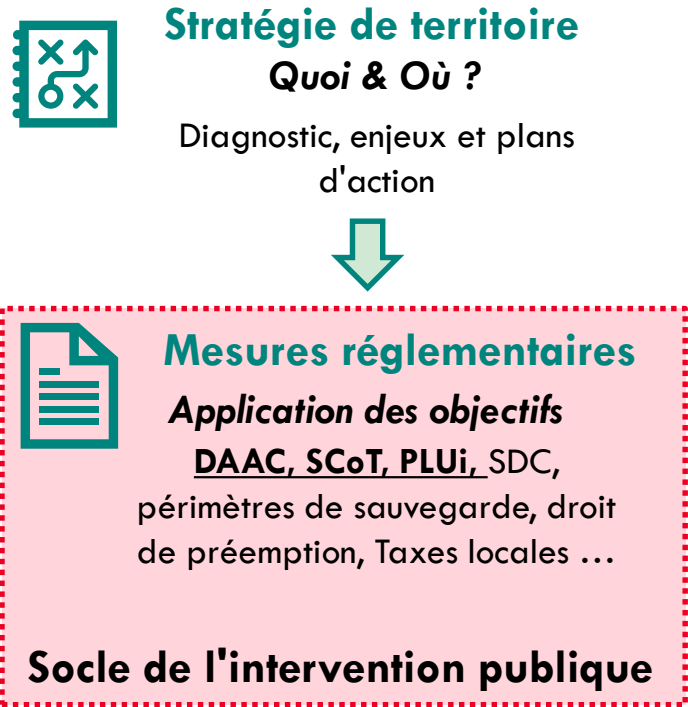 Stratégie de territoire
Quoi & Où ?
Diagnostic, enjeux et plans
d'action
Mesures réglementaires
Application des objectifs
DAAC, SCoT, PLUi, SDC,
périmètres de sauvegarde, droit
de préemption, Taxes locales ...
Socle de l'intervention publique